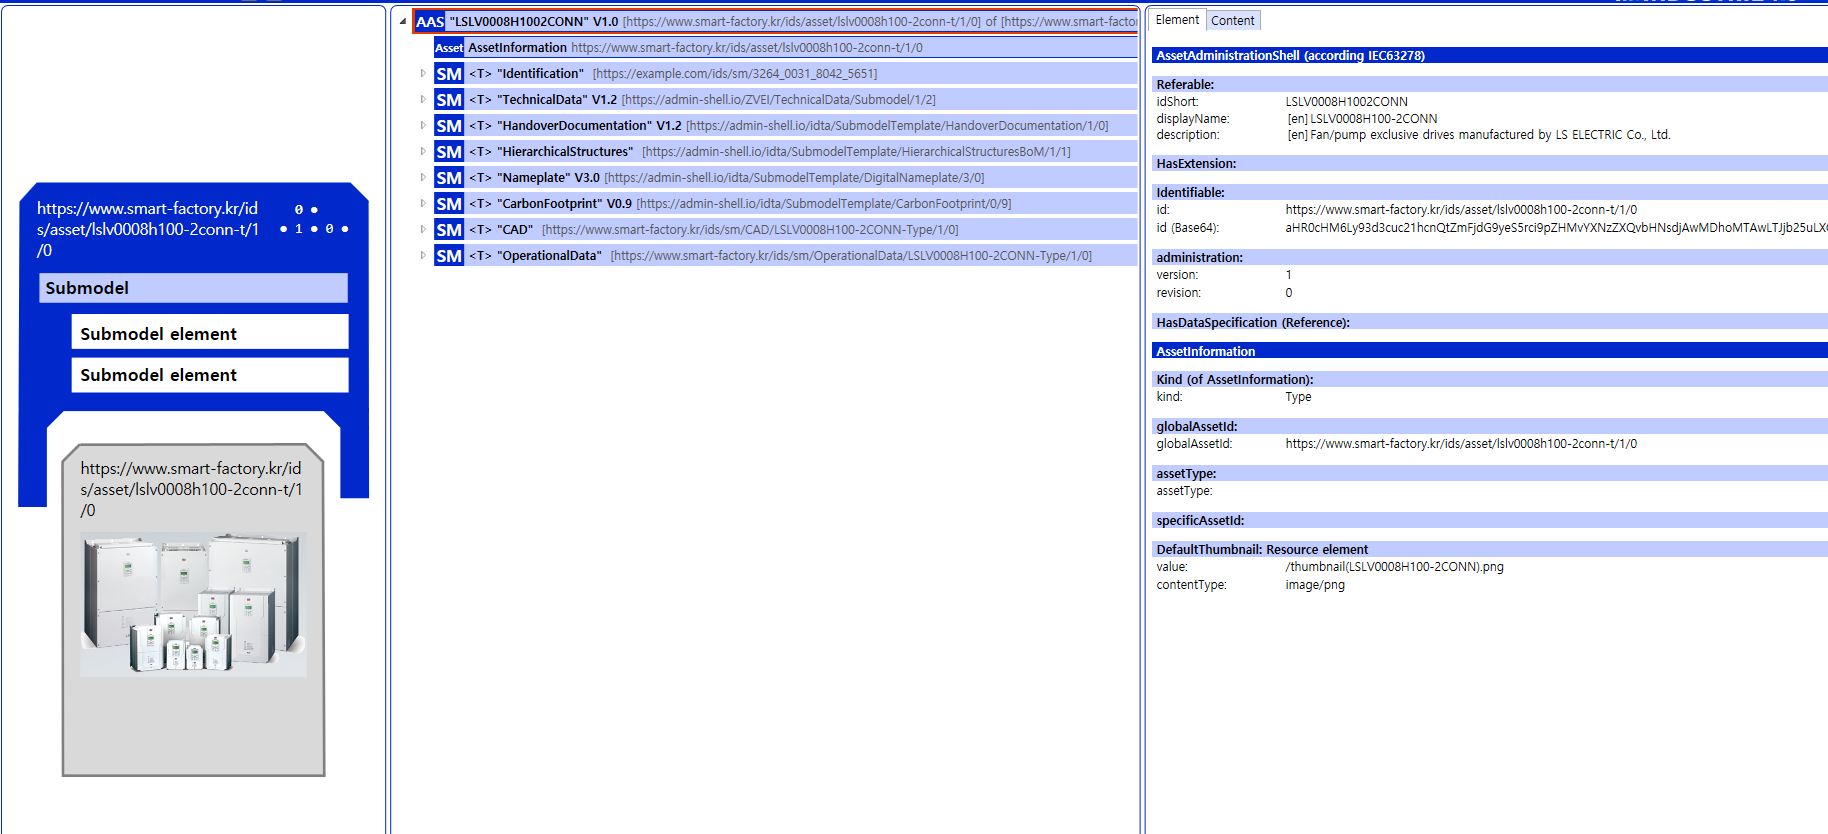 https://www.smart-factory.kr/id
s/asset/lslv0008h100-2conn-t/1
/0
0
1 0
Submodel
Submodel element
Submodel element
https://www.smart-factory.kr/id
s/asset/lslv0008h100-2conn-t/1
/0
AAS "LSLV0008H1002CONN" V1.0 [https://www.smart-factory.kr/ids/asset/lslv0008h100-2conn-t/1/0] of [https://www.smart-factor
Asset AssetInformation https://www.smart-factory.kr/ids/asset/lslv0008h100-2conn-t/1/0
SM <T> "Identification" [https://example.com/ids/sm/3264_0031_8042_5651]
SM <T> "TechnicalData" V1.2 [https://admin-shell.io/ZVEI/TechnicalData/Submodel/1/2]
SM <T> "HandoverDocumentation" V1.2 [https://admin-shell.io/idta/SubmodelTemplate/HandoverDocumentation/1/0]
SM <T> "HierarchicalStructures" [https://admin-shell.io/idta/SubmodelTemplate/HierarchicalStructuresBoM/1/1]
SM <T> "Nameplate" V3.0 [https://admin-shell.io/idta/SubmodelTemplate/DigitalNameplate/3/0]
SM <T> "CarbonFootprint" V0.9 [https://admin-shell.io/idta/SubmodelTemplate/CarbonFootprint/0/9]
SM <T> "CAD" [https://www.smart-factory.kr/ids/sm/CAD/LSLV0008H100-2CONN-Type/1/0]
SM <T> "OperationalData" [https://www.smart-factory.kr/ids/sm/OperationalData/LSLV0008H100-2CONN-Type/1/0]
Element Content
AssetAdministrationShell (according IEC63278)
Referable:
idShort: LSLV0008H1002CONN
displayName: [en] LSLV0008H100-2CONN
description: [en] Fan/pump exclusive drives manufactured by LS ELECTRIC Co., Ltd.
HasExtension:
Identifiable:
id: https://www.smart-factory.kr/ids/asset/lslv0008h100-2conn-t/1/0
id (Base64):
administration:
version: 1
revision: 0
HasDataSpecification (Reference):
AssetInformation
Kind (of AssetInformation):
kind: Type
globalAssetId:
globalAssetId: https://www.smart-factory.kr/ids/asset/lslv0008h100-2conn-t/1/0
assetType:
assetType:
specificAssetId:
DefaultThumbnail: Resource element
value: /thumbnail(LSLV0008H100-2CONN).png
contentType: image/png